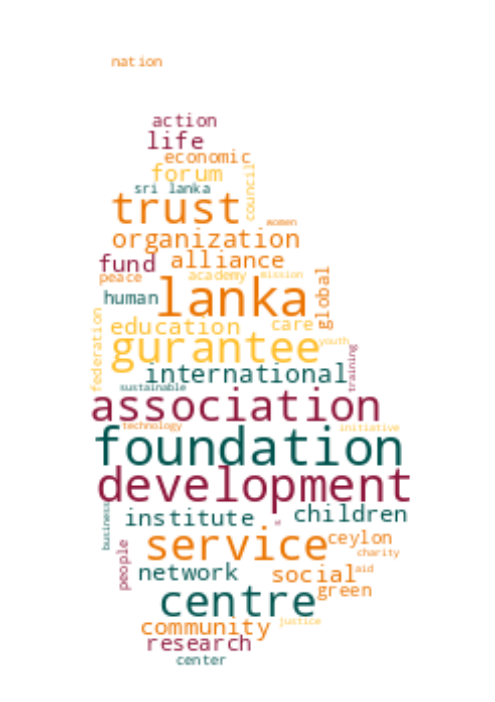 nation
action
life
economic
forum
council
sri lanka
trust
women
organization
alliance
fund
academy
mission
peace
global
human
lanka
care
education
federation
gurantee
youth
training
international
sustainable
association
technology
initiative
foundation
development
business
children
institute
st
service
ceylon
charity
people
network
social
aid
green
centre
community
justice
research
center